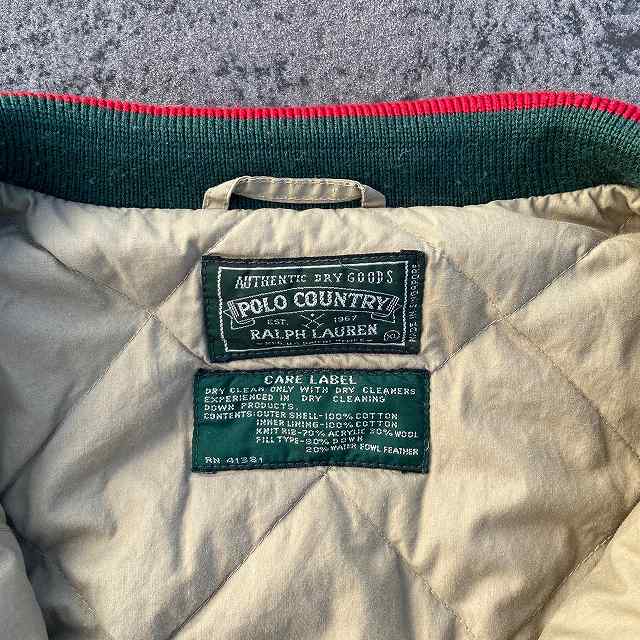 AUTHENTIC DRY GOODS
POLO COUNTRY
EST. 1967
RALPH LAUREN
CARE LABEL
DRY CLEAN ONLY WITH DRY CLEANERS
EXPERIENCED IN DRY CLEANING
DOWN PRODUCTS.
CONTENTS:OUTER SHELL-100% COTTON
INNER LINING-100% COTTON
KNIT RIB-70% ACRYLIC 30% WOOL
FILL TYPE-80% DOWN
20% WATER FOWL FEATHER
RN 41381